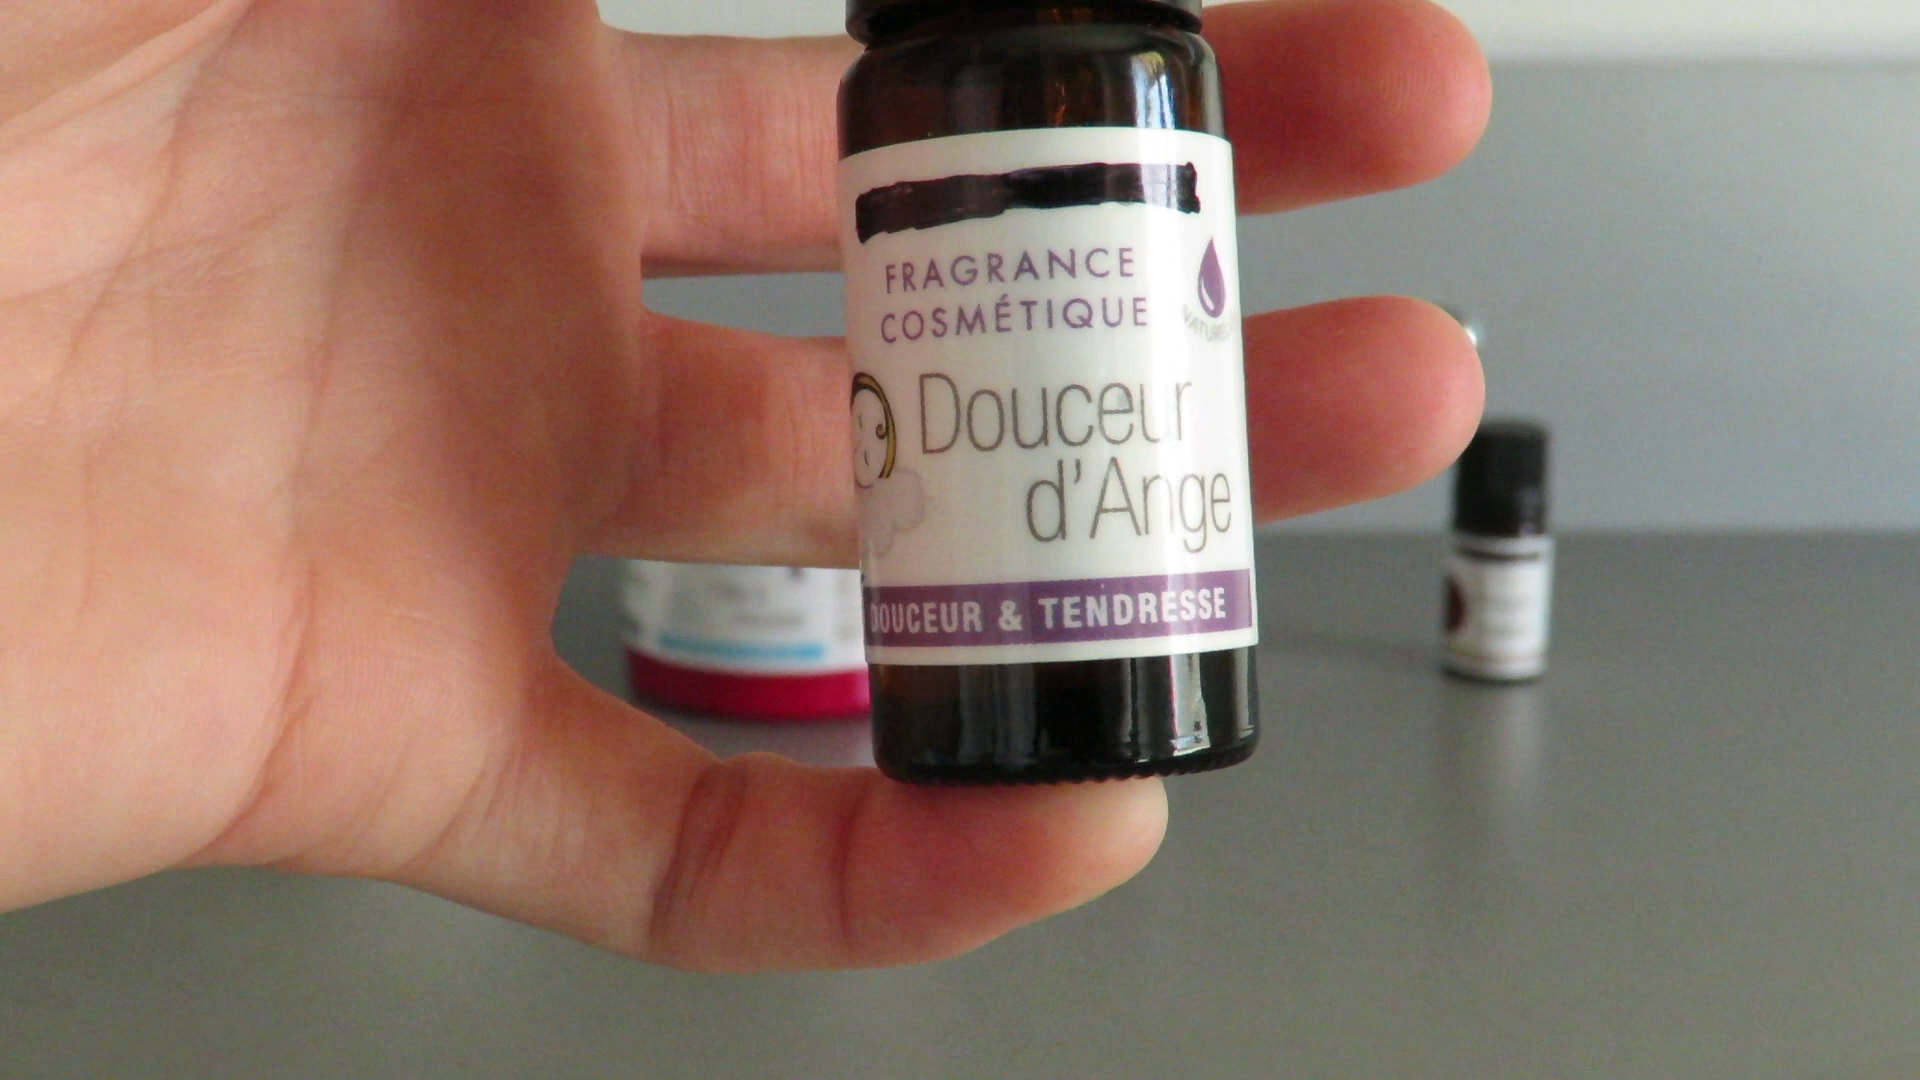 FRAGRANCE
COSMÉTIQUE
Douceur
d'Ange
DOUCEUR & TENDRESSE